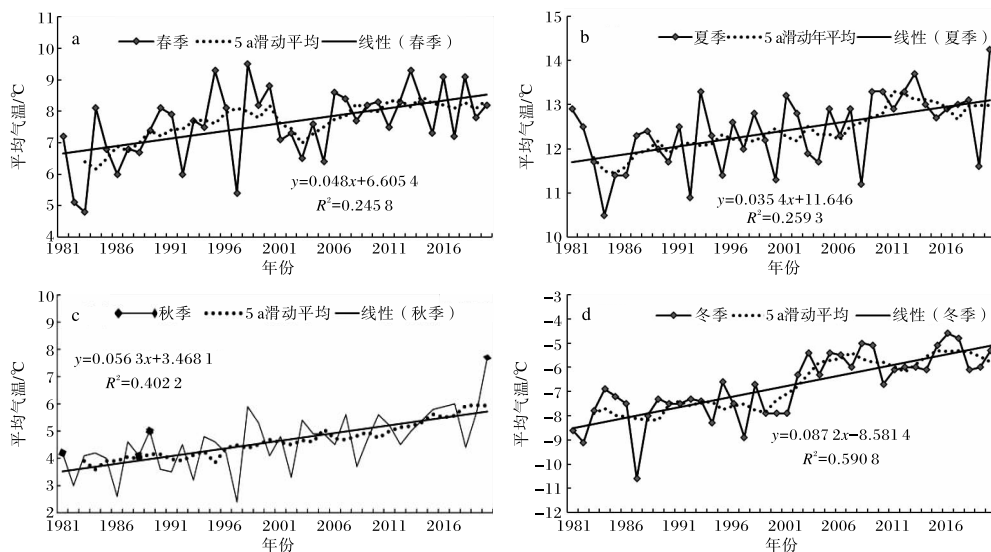 a
春季 5 a滑动平均 线性（春季）
11
10
9
8
7
6
5
4
平均气温/℃
y=0.048x+6.605 4
R²=0.245 8
1981 1986 1991 1996 2001 2006 2011 2016
年份
b
夏季 5 a滑动年平均 线性（夏季）
15
14
13
12
11
10
平均气温/℃
y=0.035 4x+11.646
R²=0.259 3
1981 1986 1991 1996 2001 2006 2011 2016
年份
c
秋季 5 a滑动平均 线性（秋季）
10
9
8
7
6
5
4
3
2
平均气温/℃
y=0.056 3x+3.468 1
R²=0.402 2
1981 1986 1991 1996 2001 2006 2011 2016
年份
d
冬季 5 a滑动平均 线性（冬季）
-3
-4
-5
-6
-7
-8
-9
-10
-11
-12
平均气温/℃
y=0.087 2x-8.581 4
R²=0.590 8
1981 1986 1991 1996 2001 2006 2011 2016
年份